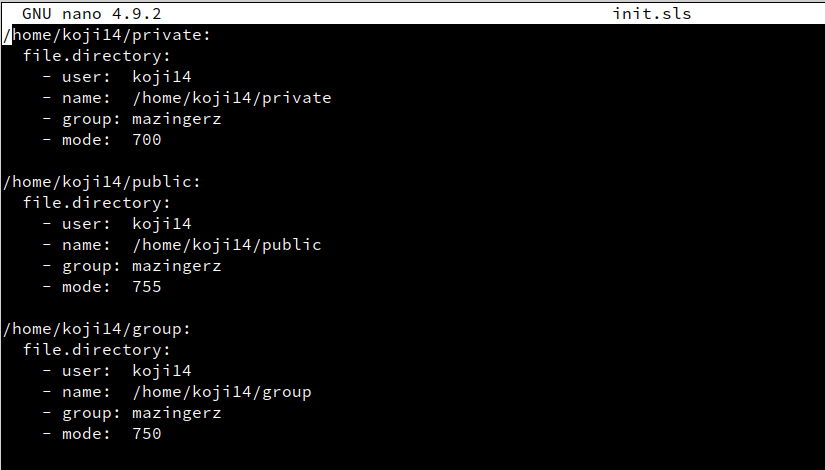 GNU nano 4.9.2 init.sls
/home/koji14/private:
  file.directory:
    - user:  koji14
    - name:  /home/koji14/private
    - group: mazingerz
    - mode:  700

/home/koji14/public:
  file.directory:
    - user:  koji14
    - name:  /home/koji14/public
    - group: mazingerz
    - mode:  755

/home/koji14/group:
  file.directory:
    - user:  koji14
    - name:  /home/koji14/group
    - group: mazingerz
    - mode:  750